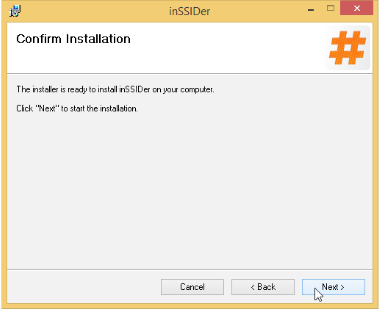 inSSIDer
Confirm Installation
#
The installer is ready to install inSSIDer on your computer.
Click "Next" to start the installation.
Cancel
< Back
Next >